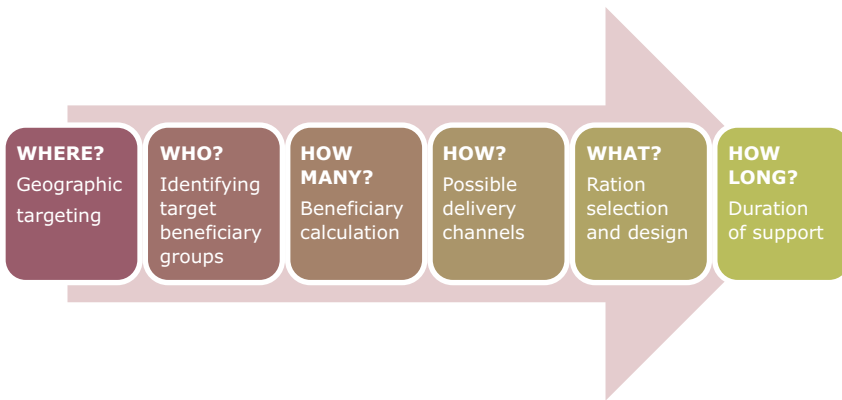 WHERE?
Geographic
targeting
WHO?
Identifying
target
beneficiary
groups
HOW
MANY?
Beneficiary
calculation
HOW?
Possible
delivery
channels
WHAT?
Ration
selection
and design
HOW
LONG?
Duration
of support